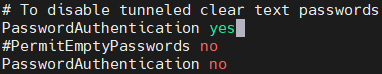 # To disable tunneled clear text passwords
PasswordAuthentication yes
#PermitEmptyPasswords no
PasswordAuthentication no